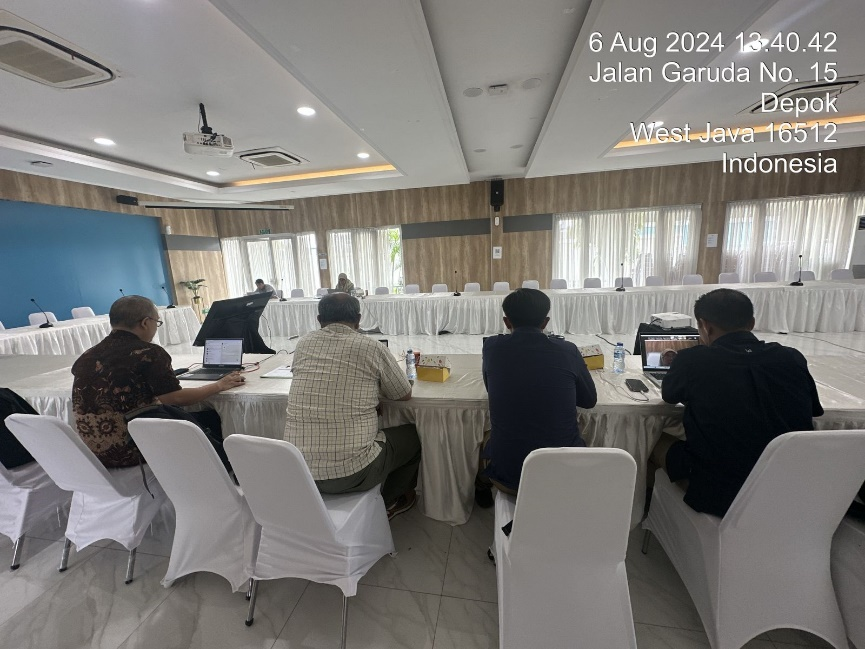 6 Aug 2024 13.40.42
Jalan Garuda No. 15
Depok
West Java 16512
Indonesia